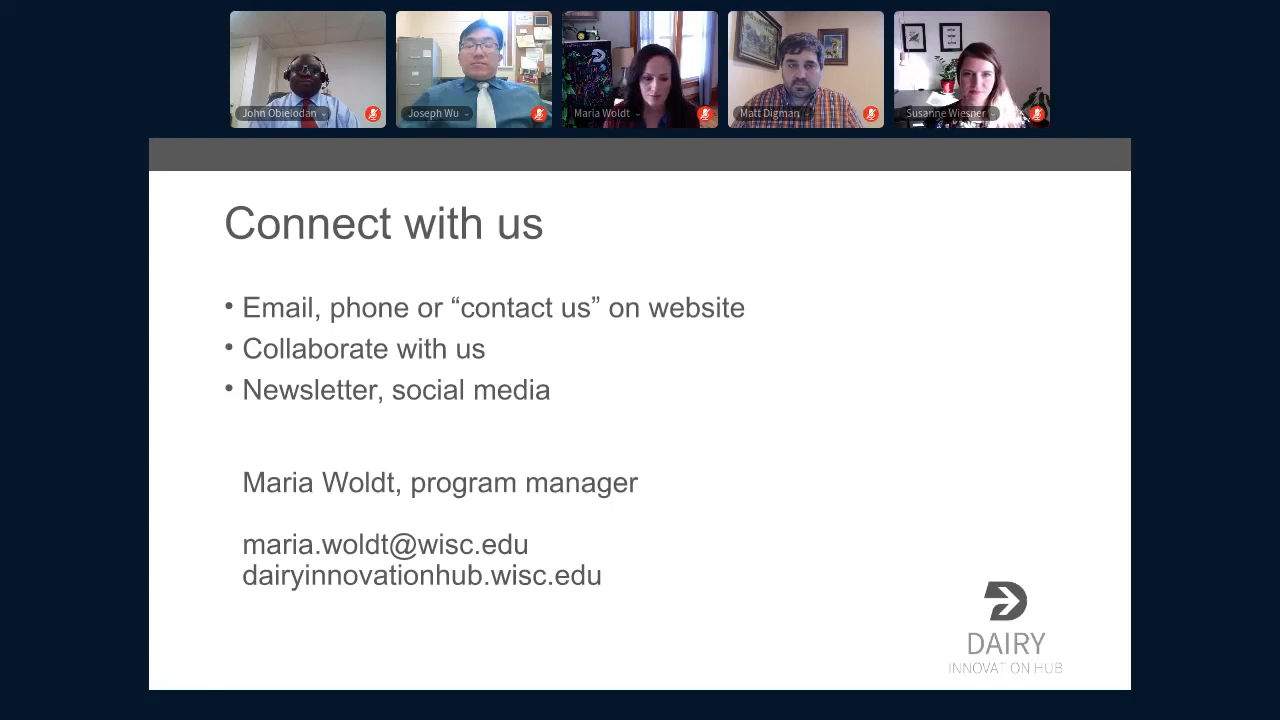 John Obielodan
Joseph Wu
Maria Woldt
Matt Digman
Susanne Wiesner
Connect with us
• Email, phone or “contact us” on website
• Collaborate with us
• Newsletter, social media
Maria Woldt, program manager
maria.woldt@wisc.edu
dairyinnovationhub.wisc.edu
DAIRY
INNOVATION HUB